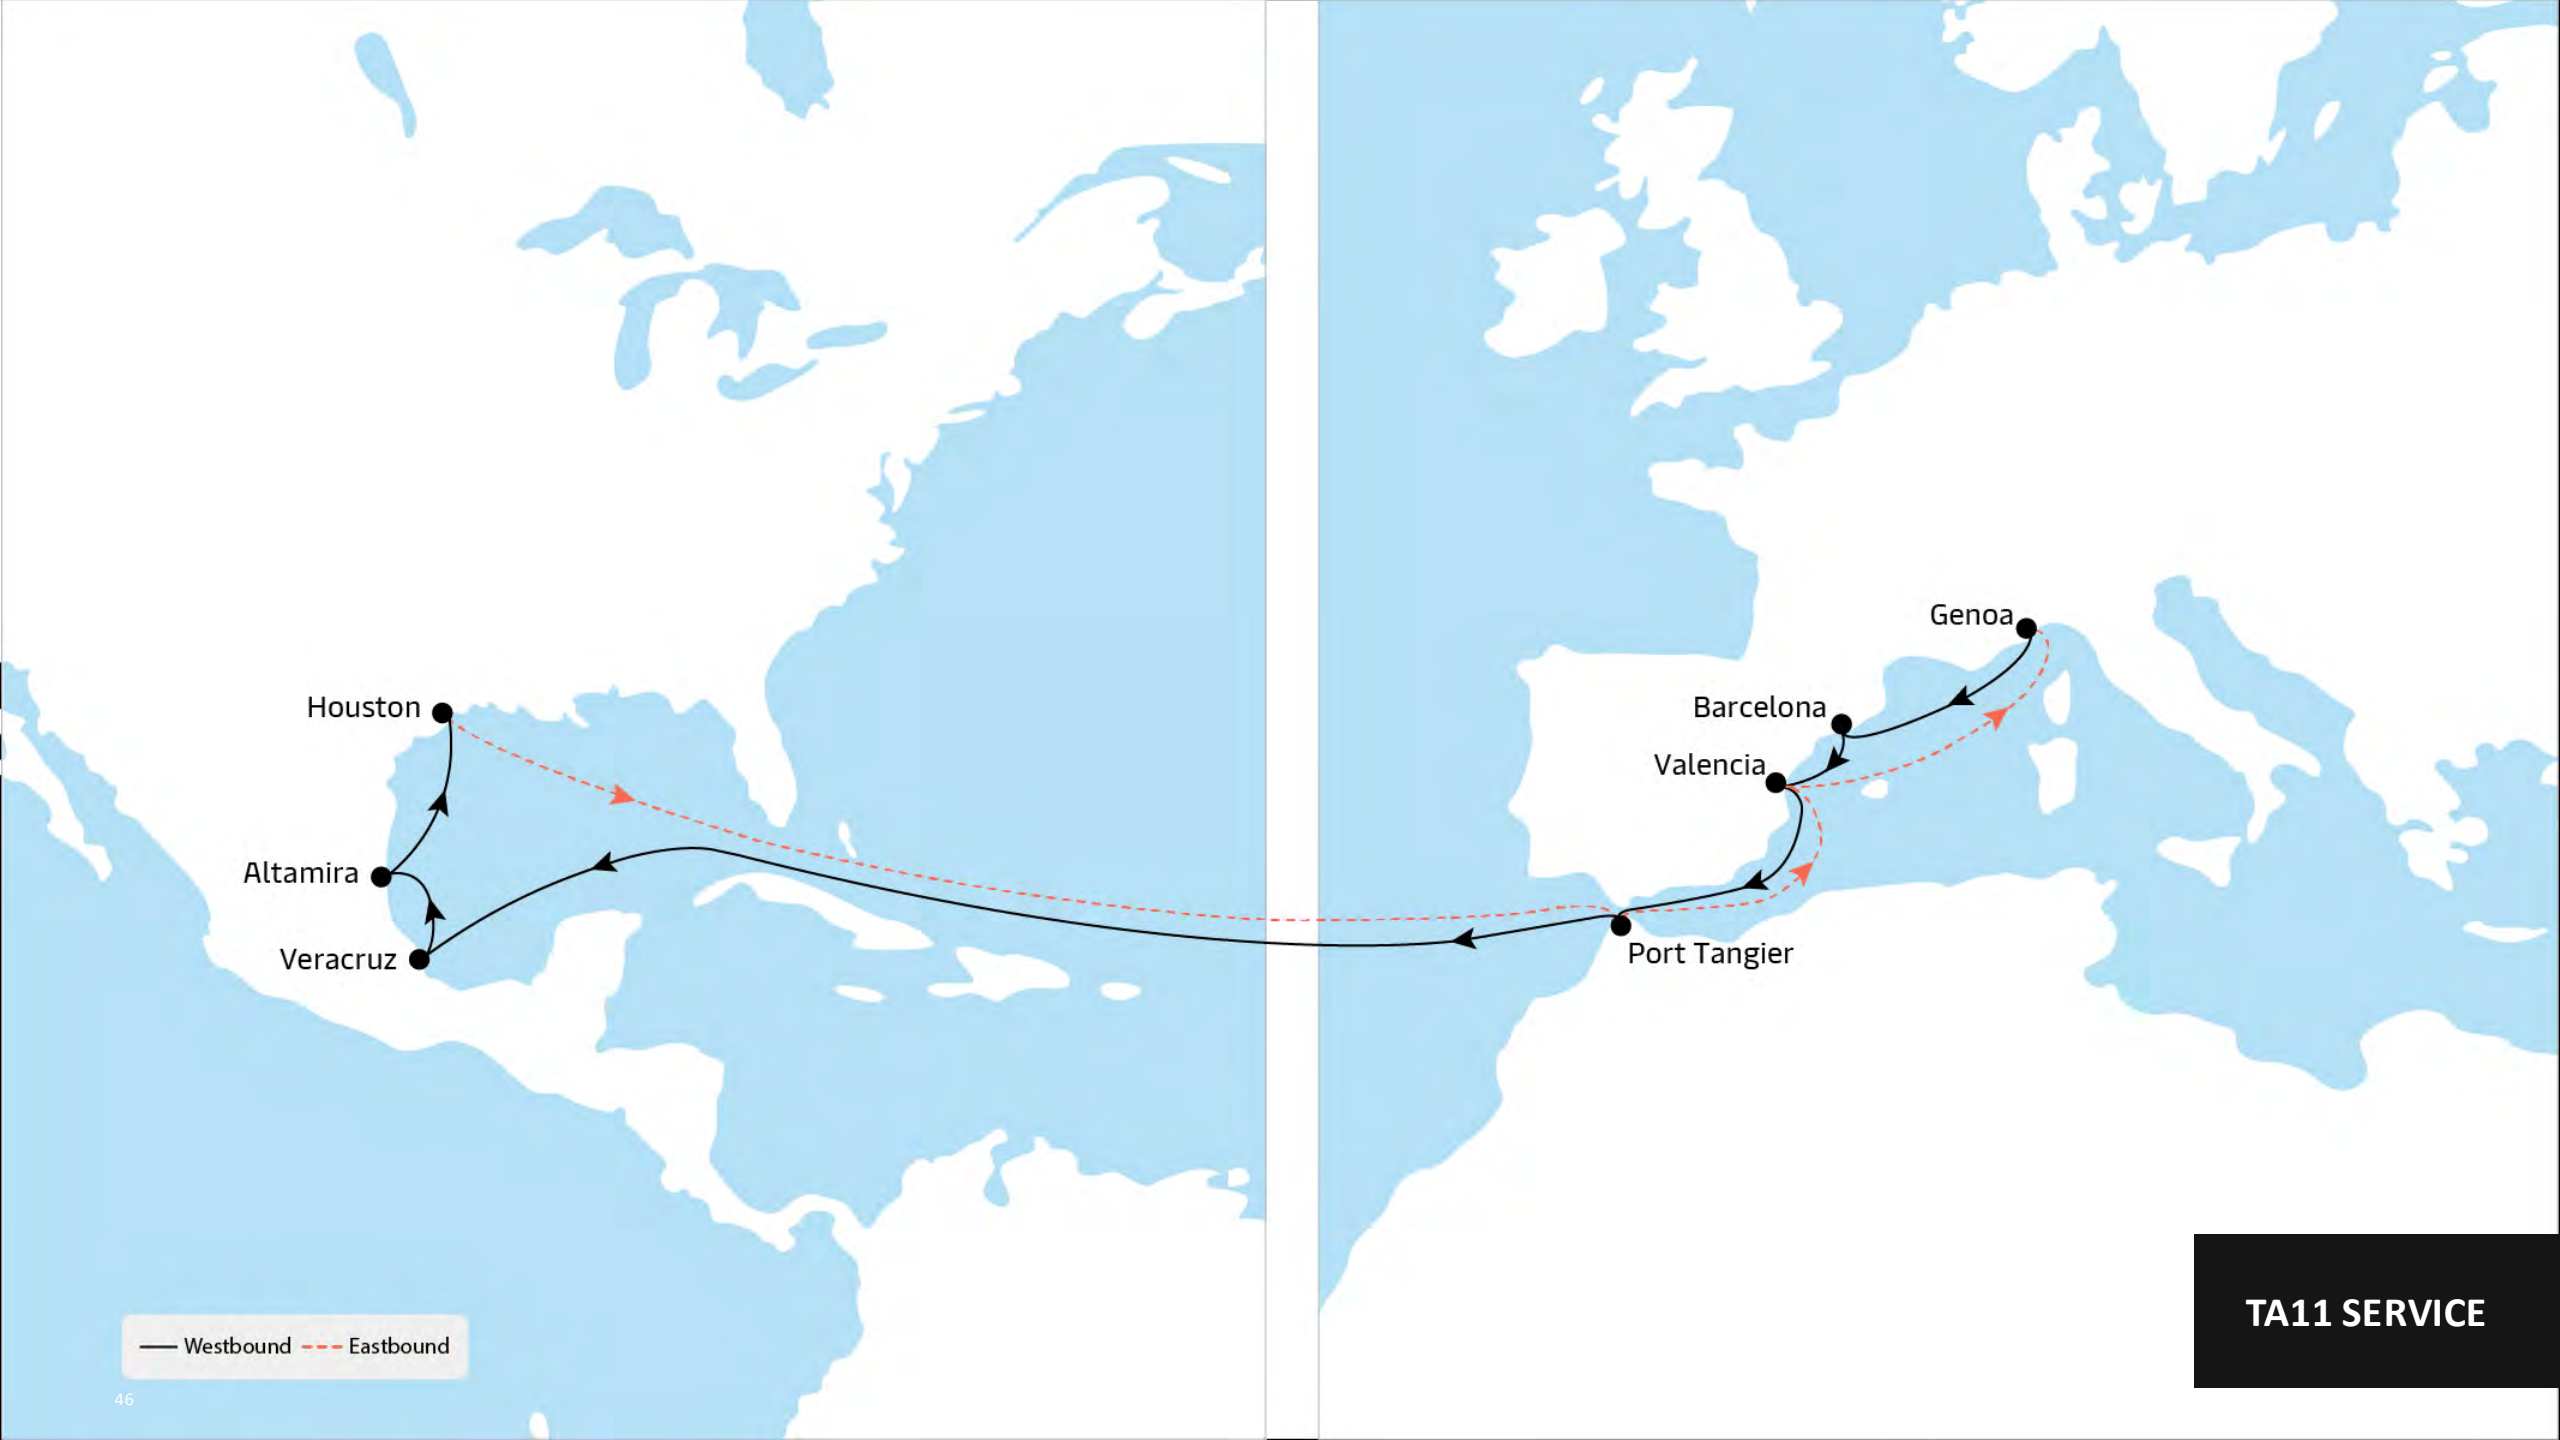 Genoa
Houston
Barcelona
Valencia
Altamira
Veracruz
Port Tangier
TA11 SERVICE
Westbound Eastbound
46